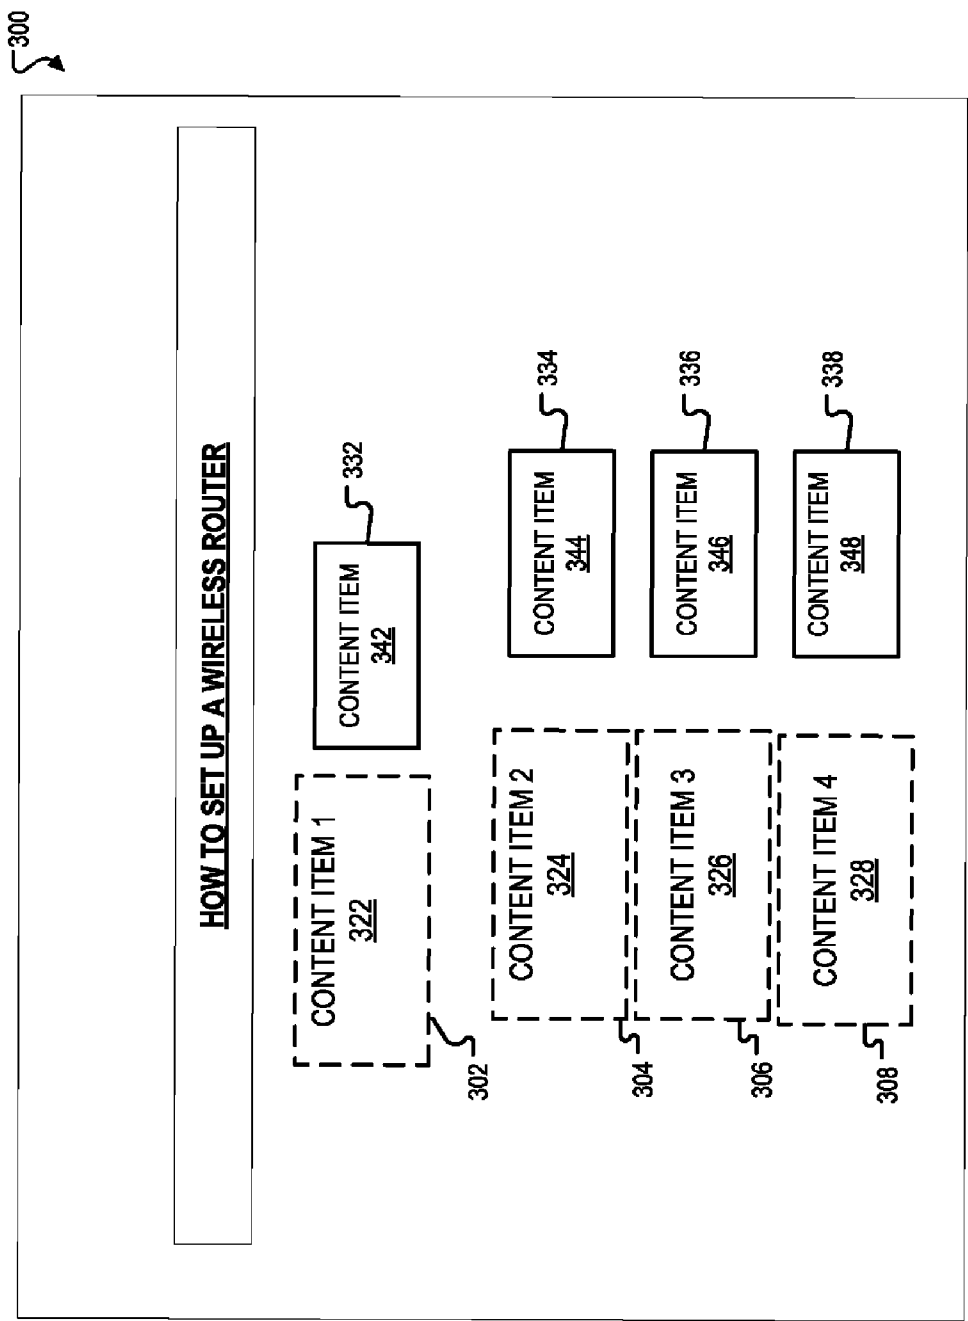 300
HOW TO SET UP A WIRELESS ROUTER
CONTENT ITEM 1
322
302
CONTENT ITEM
342
332
CONTENT ITEM 2
324
304
CONTENT ITEM
344
334
CONTENT ITEM 3
326
306
CONTENT ITEM
346
336
CONTENT ITEM 4
328
308
CONTENT ITEM
348
338